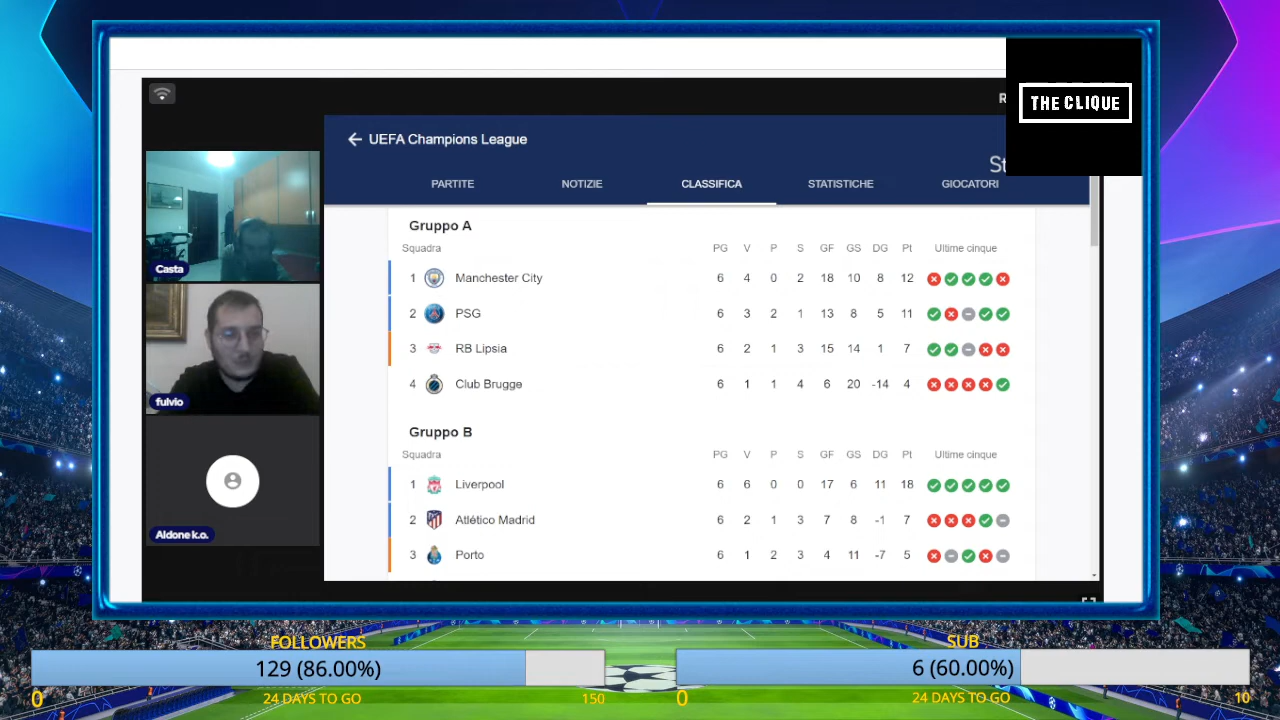 THE CLIQUE
R
UEFA Champions League
St
PARTITE NOTIZIE CLASSIFICA STATISTICHE GIOCATORI
Gruppo A
Squadra PG V P S GF GS DG Pt Ultime cinque
1 Manchester City 6 4 0 2 18 10 8 12
2 PSG 6 3 2 1 13 8 5 11
3 RB Lipsia 6 2 1 3 15 14 1 7
4 Club Brugge 6 1 1 4 6 20 -14 4
Gruppo B
Squadra PG V P S GF GS DG Pt Ultime cinque
1 Liverpool 6 6 0 0 17 6 11 18
2 Atlético Madrid 6 2 1 3 7 8 -1 7
3 Porto 6 1 2 3 4 11 -7 5
Casta
fulvio
Aldone k.o.
FOLLOWERS
129 (86.00%)
0 24 DAYS TO GO 150
SUB
6 (60.00%)
0 24 DAYS TO GO 10